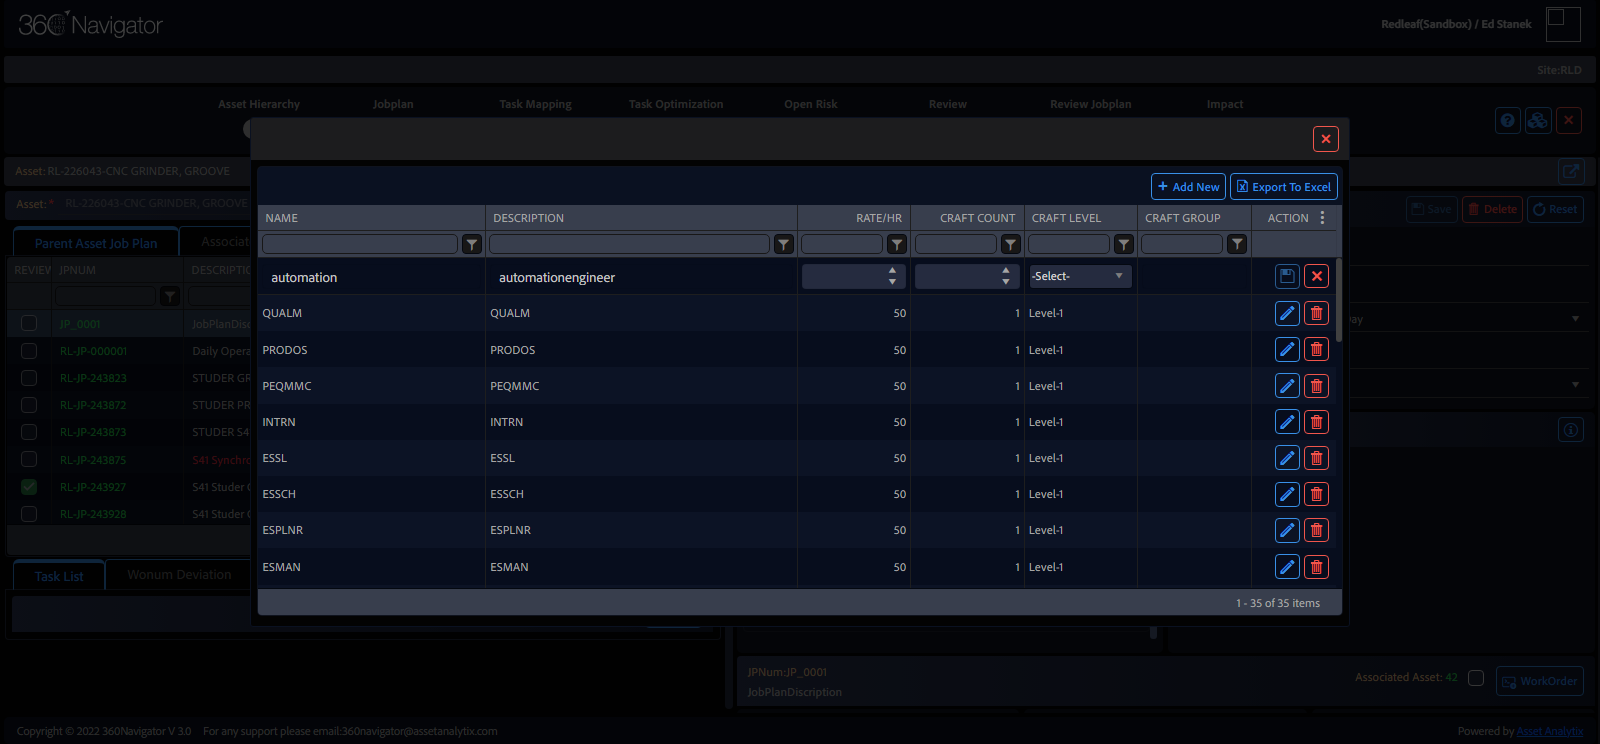 360 Navigator
Redleaf(Sandbox) / Ed Stanek
Site:RLD
Asset Hierarchy Jobplan Task Mapping Task Optimization Open Risk Review Review Jobplan Impact
Asset: RL-226043-CNC GRINDER, GROOVE
Asset: * RL-226043-CNC GRINDER, GROOVE
Save Delete Reset
Parent Asset Job Plan Associat
REVIEW JPNUM DESCRIPTIO
JP_0001 JobPlanDisc
RL-JP-000001 Daily Opera
RL-JP-243823 STUDER GR
RL-JP-243872 STUDER PR
RL-JP-243873 STUDER S4
RL-JP-243875 S41 Synchro
RL-JP-243927 S41 Studer C
RL-JP-243928 S41 Studer C
Task List Wonum Deviation
+ Add New Export To Excel
NAME DESCRIPTION RATE/HR CRAFT COUNT CRAFT LEVEL CRAFT GROUP ACTION
automation automationengineer -Select-
QUALM QUALM 50 1 Level-1
PRODOS PRODOS 50 1 Level-1
PEQMMC PEQMMC 50 1 Level-1
INTRN INTRN 50 1 Level-1
ESSL ESSL 50 1 Level-1
ESSCH ESSCH 50 1 Level-1
ESPLNR ESPLNR 50 1 Level-1
ESMAN ESMAN 50 1 Level-1
1 - 35 of 35 items
ay
JPNum:JP_0001
JobPlanDiscription
Associated Asset: 42 WorkOrder
Copyright © 2022 360Navigator V 3.0 For any support please email:360navigator@assetanalytix.com
Powered by Asset Analytix